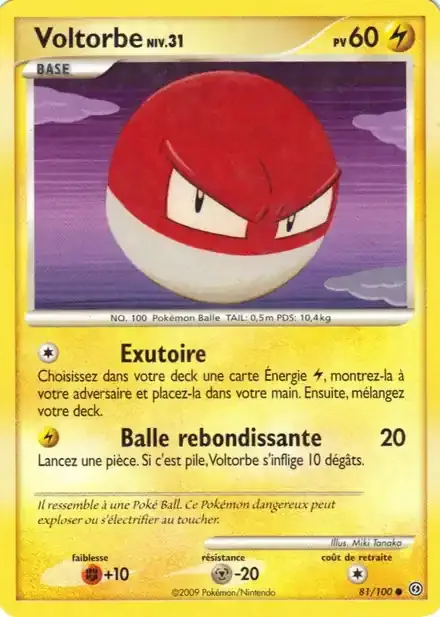 Voltorbe NIV.31 PV 60
BASE
NO. 100 Pokémon Balle TAIL: 0,5m PDS: 10,4kg
Exutoire
Choisissez dans votre deck une carte Énergie, montrez-la à
votre adversaire et placez-la dans votre main. Ensuite, mélangez
votre deck.
Balle rebondissante 20
Lancez une pièce. Si c'est pile, Voltorbe s'inflige 10 dégâts.
Il ressemble à une Poké Ball. Ce Pokémon dangereux peut
exploser ou s'électrifier au toucher.
Illus. Miki Tanaka
faiblesse résistance coût de retraite
+10 -20
©2009 Pokémon/Nintendo 81/100